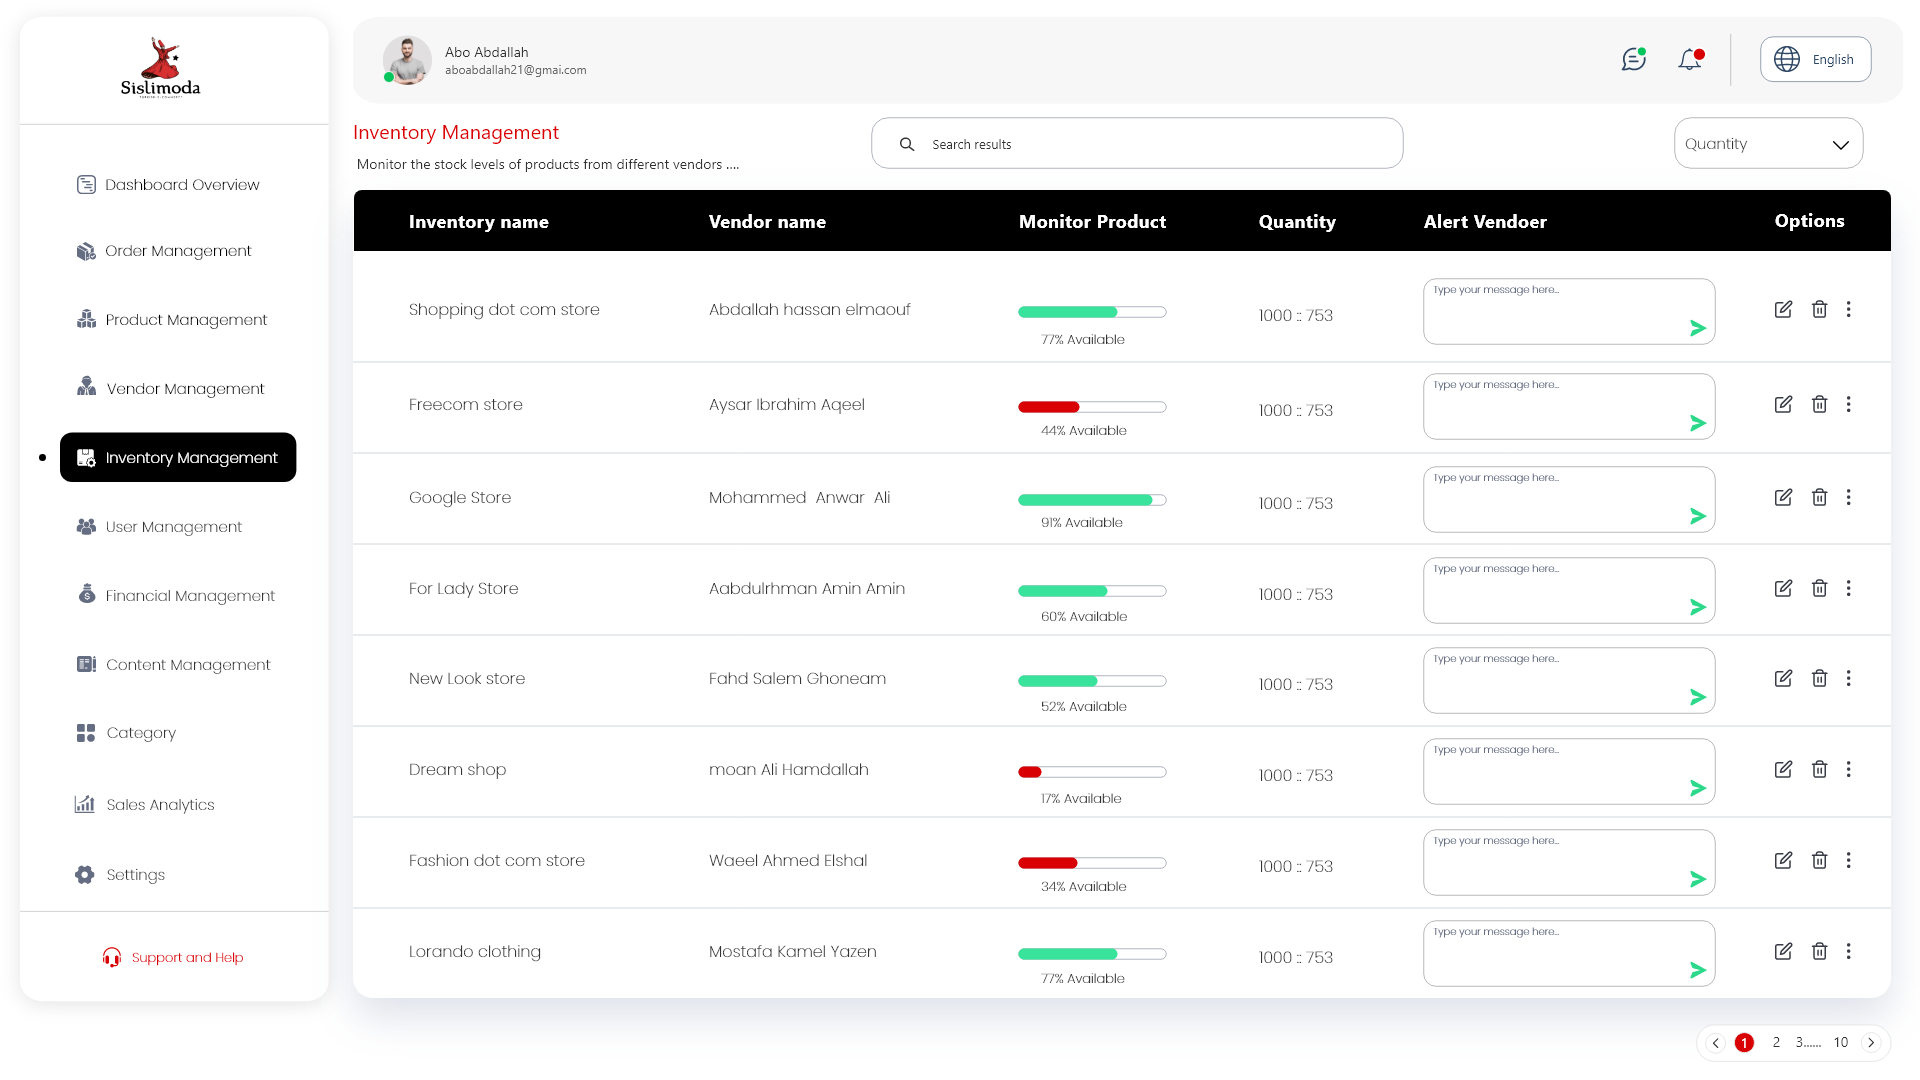 Sislimoda
Dashboard Overview
Order Management
Product Management
Vendor Management
Inventory Management
User Management
Financial Management
Content Management
Category
Sales Analytics
Settings
Support and Help
Abo Abdallah
aboabdallah21@gmai.com
English
Inventory Management
Monitor the stock levels of products from different vendors ....
Search results
Quantity
Inventory name Vendor name Monitor Product Quantity Alert Vendoer Options
Type your message here...
Shopping dot com store Abdallah hassan elmaouf 1000 :: 753
77% Available
Type your message here...
Freecom store Aysar Ibrahim Aqeel 1000 :: 753
44% Available
Type your message here...
Google Store Mohammed Anwar Ali 1000 :: 753
91% Available
Type your message here...
For Lady Store Aabdulrhman Amin Amin 1000 :: 753
60% Available
Type your message here...
New Look store Fahd Salem Ghoneam 1000 :: 753
52% Available
Type your message here...
Dream shop moan Ali Hamdallah 1000 :: 753
17% Available
Type your message here...
Fashion dot com store Waeel Ahmed Elshal 1000 :: 753
34% Available
Type your message here...
Lorando clothing Mostafa Kamel Yazen 1000 :: 753
77% Available
1 2 3...... 10